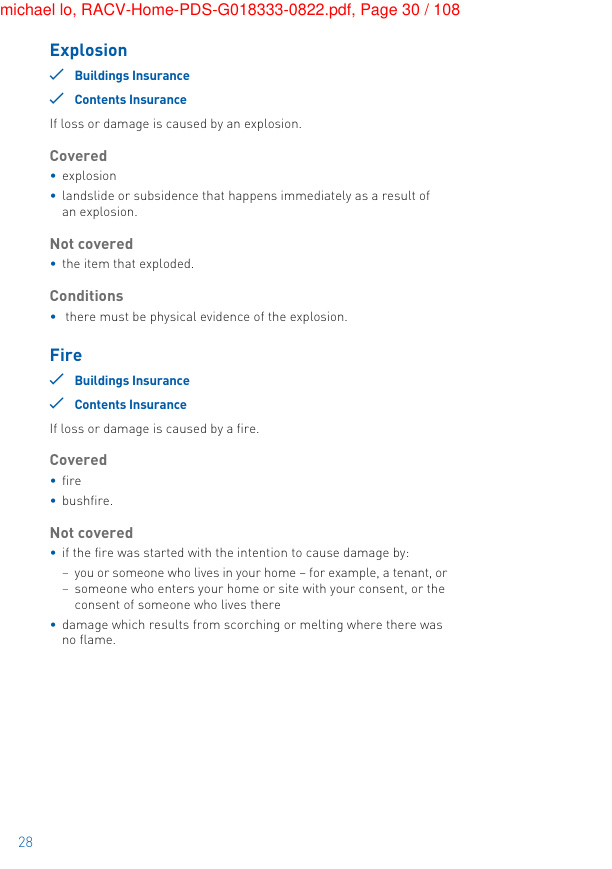 michael lo, RACV-Home-PDS-G018333-0822.pdf, Page 30 / 108
Explosion
✓ Buildings Insurance
✓ Contents Insurance
If loss or damage is caused by an explosion.
Covered
• explosion
• landslide or subsidence that happens immediately as a result of
an explosion.
Not covered
• the item that exploded.
Conditions
• there must be physical evidence of the explosion.
Fire
✓ Buildings Insurance
✓ Contents Insurance
If loss or damage is caused by a fire.
Covered
• fire
• bushfire.
Not covered
• if the fire was started with the intention to cause damage by:
– you or someone who lives in your home – for example, a tenant, or
– someone who enters your home or site with your consent, or the
consent of someone who lives there
• damage which results from scorching or melting where there was
no flame.
28